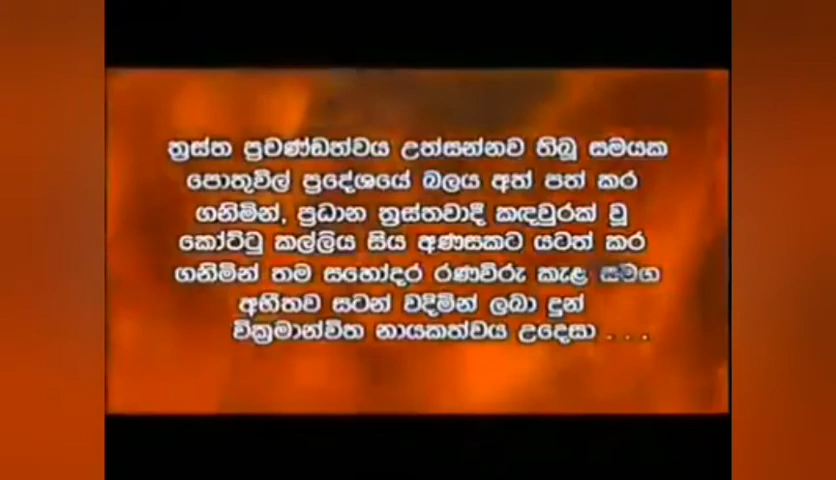 ත්‍රස්ත ප්‍රචණ්ඩත්වය උත්සන්නව තිබූ සමයක
පොතුවිල් ප්‍රදේශයේ බලය අත් පත් කර
ගනිමින්, ප්‍රධාන ත්‍රස්තවාදී කඳවුරක් වූ
කෝට්ටු කල්ලිය සිය අණසකට යටත් කර
ගනිමින් තම සහෝදර රණවිරු කැළ සමග
අභීතව සටන් වදිමින් ලබා දුන්
වික්‍රමාන්විත නායකත්වය උදෙසා . . .